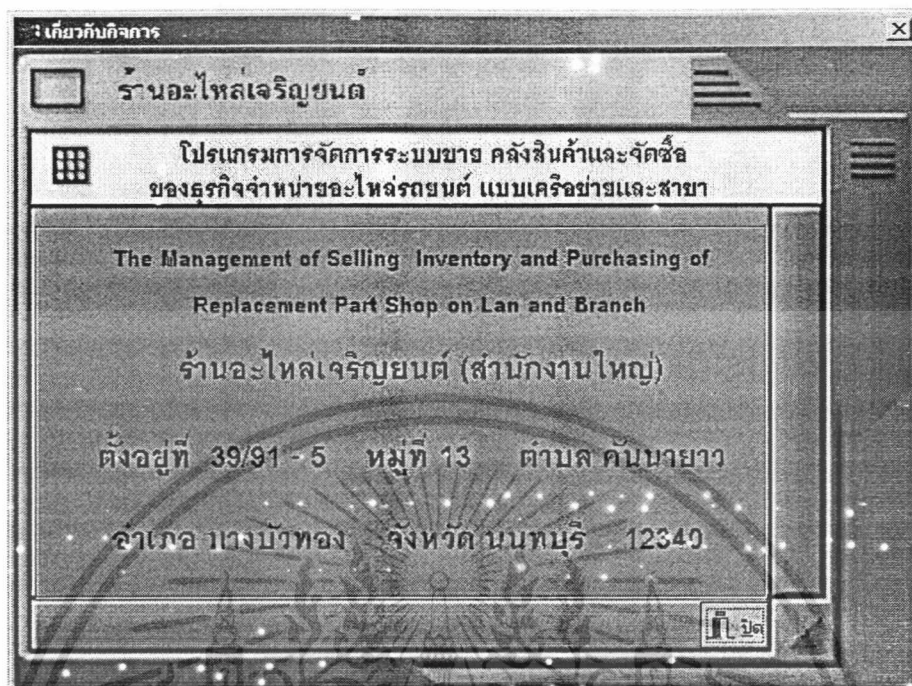 เกี่ยวกับกิจการ
ร้านอะไหล่เจริญยนต์
โปรแกรมการจัดการระบบขาย คลังสินค้าและจัดซื้อ
ของธุรกิจจำหน่ายอะไหล่รถยนต์ แบบเครือข่ายและสาขา
The Management of Selling Inventory and Purchasing of
Replacement Part Shop on Lan and Branch
ร้านอะไหล่เจริญยนต์ (สำนักงานใหญ่)
ตั้งอยู่ที่ 39/91 - 5 หมู่ที่ 13 ตำบล คันนายาว
อำเภอ บางบัวทอง จังหวัด นนทบุรี 12340
ปิด